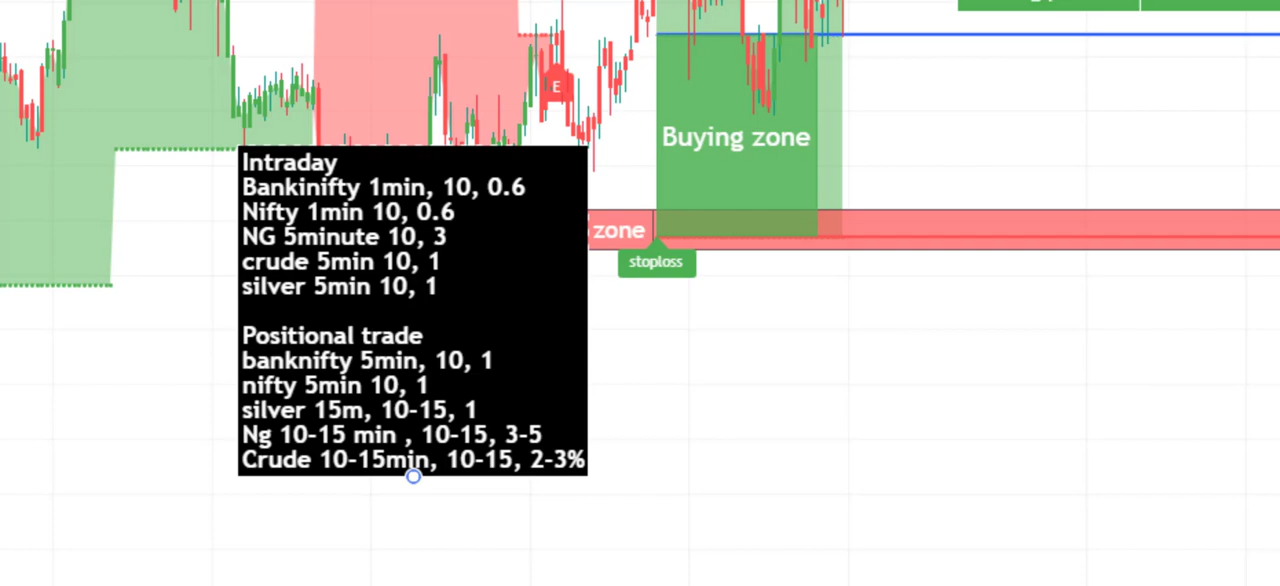 E
Buying zone
Intraday
Bankinifty 1min, 10, 0.6
Nifty 1min 10, 0.6
NG 5minute 10, 3
crude 5min 10, 1
silver 5min 10, 1
zone
stoploss
Positional trade
banknifty 5min, 10, 1
nifty 5min 10, 1
silver 15m, 10-15, 1
Ng 10-15 min , 10-15, 3-5
Crude 10-15min, 10-15, 2-3%